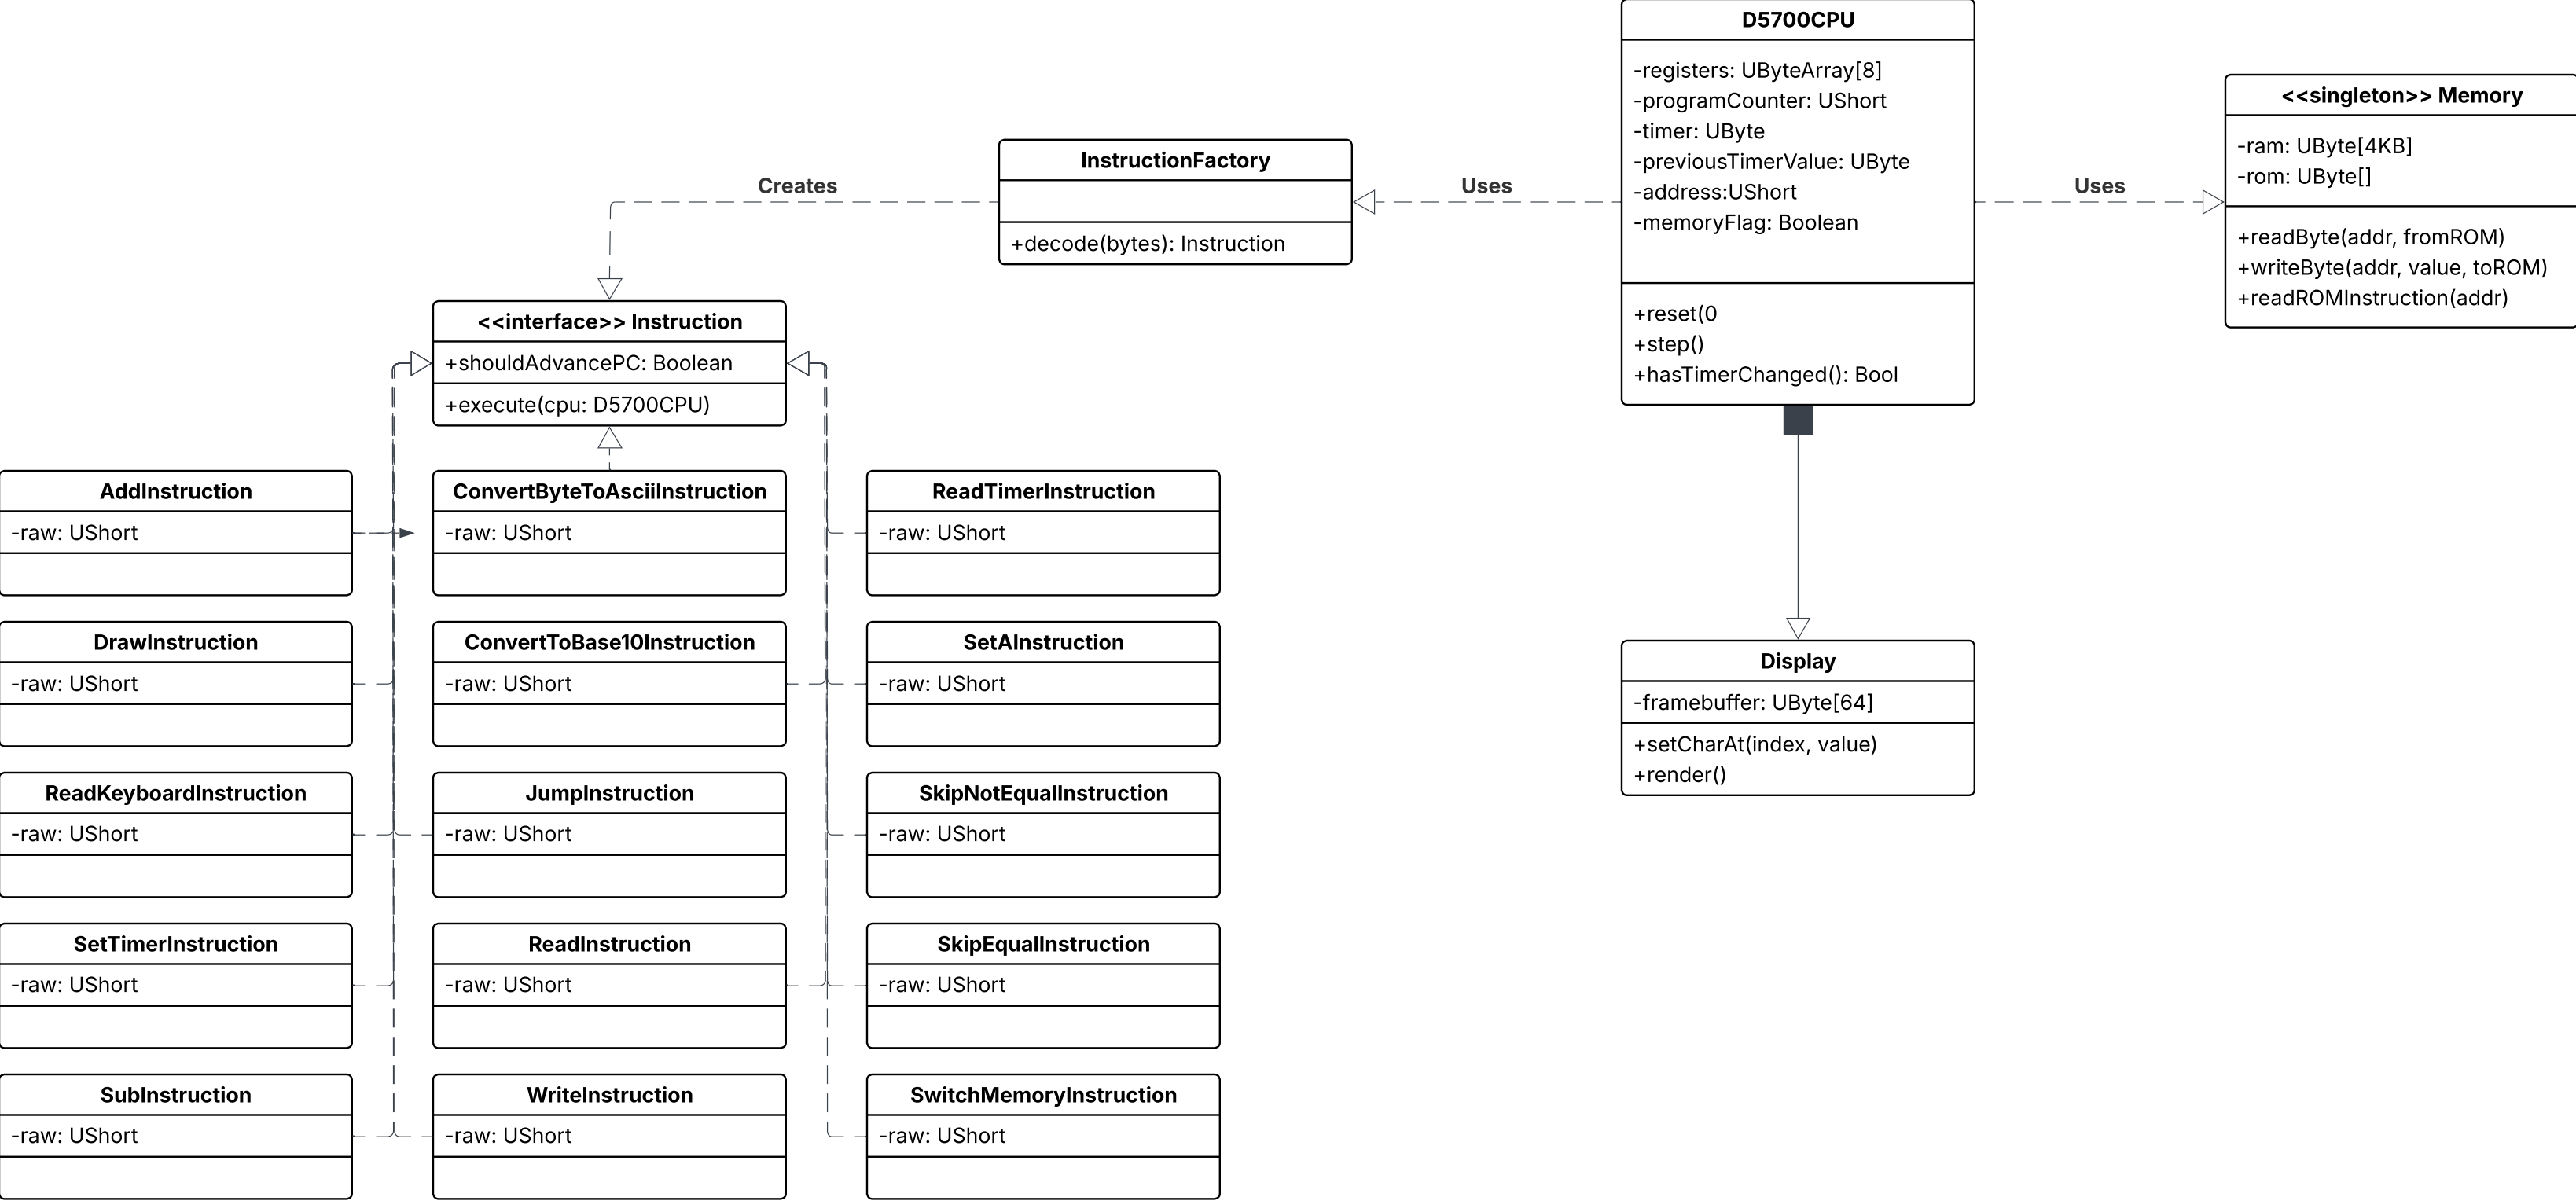 D5700CPU
-registers: UByteArray[8]
-programCounter: UShort
-timer: UByte
-previousTimerValue: UByte
-address:UShort
-memoryFlag: Boolean
+reset(0
+step()
+hasTimerChanged(): Bool
<<singleton>> Memory
-ram: UByte[4KB]
-rom: UByte[]
+readByte(addr, fromROM)
+writeByte(addr, value, toROM)
+readROMInstruction(addr)
Uses
Uses
InstructionFactory
+decode(bytes): Instruction
Creates
<<interface>> Instruction
+shouldAdvancePC: Boolean
+execute(cpu: D5700CPU)
AddInstruction
-raw: UShort
ConvertByteToAsciiInstruction
-raw: UShort
ReadTimerInstruction
-raw: UShort
DrawInstruction
-raw: UShort
ConvertToBase10Instruction
-raw: UShort
SetAInstruction
-raw: UShort
Display
-framebuffer: UByte[64]
+setCharAt(index, value)
+render()
ReadKeyboardInstruction
-raw: UShort
JumpInstruction
-raw: UShort
SkipNotEqualInstruction
-raw: UShort
SetTimerInstruction
-raw: UShort
ReadInstruction
-raw: UShort
SkipEqualInstruction
-raw: UShort
SubInstruction
-raw: UShort
WriteInstruction
-raw: UShort
SwitchMemoryInstruction
-raw: UShort